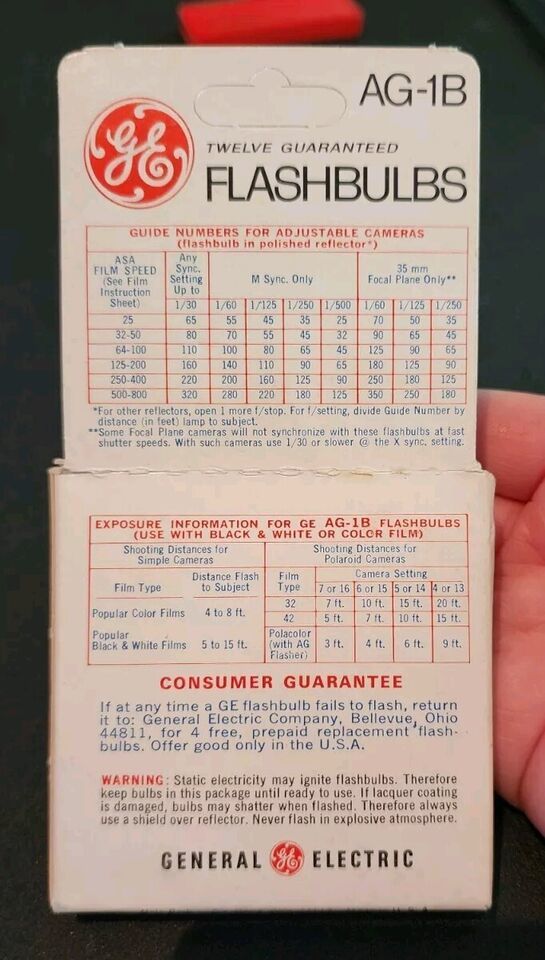 AG-1B
GE
TWELVE GUARANTEED
FLASHBULBS
GUIDE NUMBERS FOR ADJUSTABLE CAMERAS
(flashbulb in polished reflector*)
ASA FILM SPEED (See Film Instruction Sheet) Any Sync. Setting Up to M Sync. Only 35 mm Focal Plane Only**
1/30 1/60 1/125 1/250 1/500 1/60 1/125 1/250
25 65 55 45 35 25 70 50 35
32-50 80 70 55 45 32 90 65 45
64-100 110 100 80 65 45 125 90 65
125-200 160 140 110 90 65 180 125 90
250-400 220 200 160 125 90 250 180 125
500-800 320 280 220 180 125 350 250 180
*For other reflectors, open 1 more f/stop. For f/setting, divide Guide Number by
distance (in feet) lamp to subject.
**Some Focal Plane cameras will not synchronize with these flashbulbs at fast
shutter speeds. With such cameras use 1/30 or slower @ the X sync. setting.
EXPOSURE INFORMATION FOR GE AG-1B FLASHBULBS
(USE WITH BLACK & WHITE OR COLOR FILM)
Shooting Distances for Simple Cameras
Film Type Distance Flash to Subject
Popular Color Films 4 to 8 ft.
Popular Black & White Films 5 to 15 ft.
Shooting Distances for Polaroid Cameras
Film Type Camera Setting
7 or 16 6 or 15 5 or 14 4 or 13
32 7 ft. 10 ft. 15 ft. 20 ft.
42 5 ft. 7 ft. 10 ft. 15 ft.
Polacolor (with AG Flasher) 3 ft. 4 ft. 6 ft. 9 ft.
CONSUMER GUARANTEE
If at any time a GE flashbulb fails to flash, return
it to: General Electric Company, Bellevue, Ohio
44811, for 4 free, prepaid replacement flash-
bulbs. Offer good only in the U.S.A.
WARNING: Static electricity may ignite flashbulbs. Therefore
keep bulbs in this package until ready to use. If lacquer coating
is damaged, bulbs may shatter when flashed. Therefore always
use a shield over reflector. Never flash in explosive atmosphere.
GENERAL GE ELECTRIC